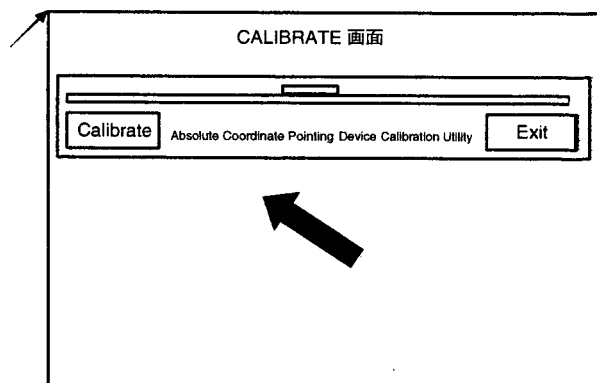 CALIBRATE 画面
Calibrate Absolute Coordinate Pointing Device Calibration Utility Exit